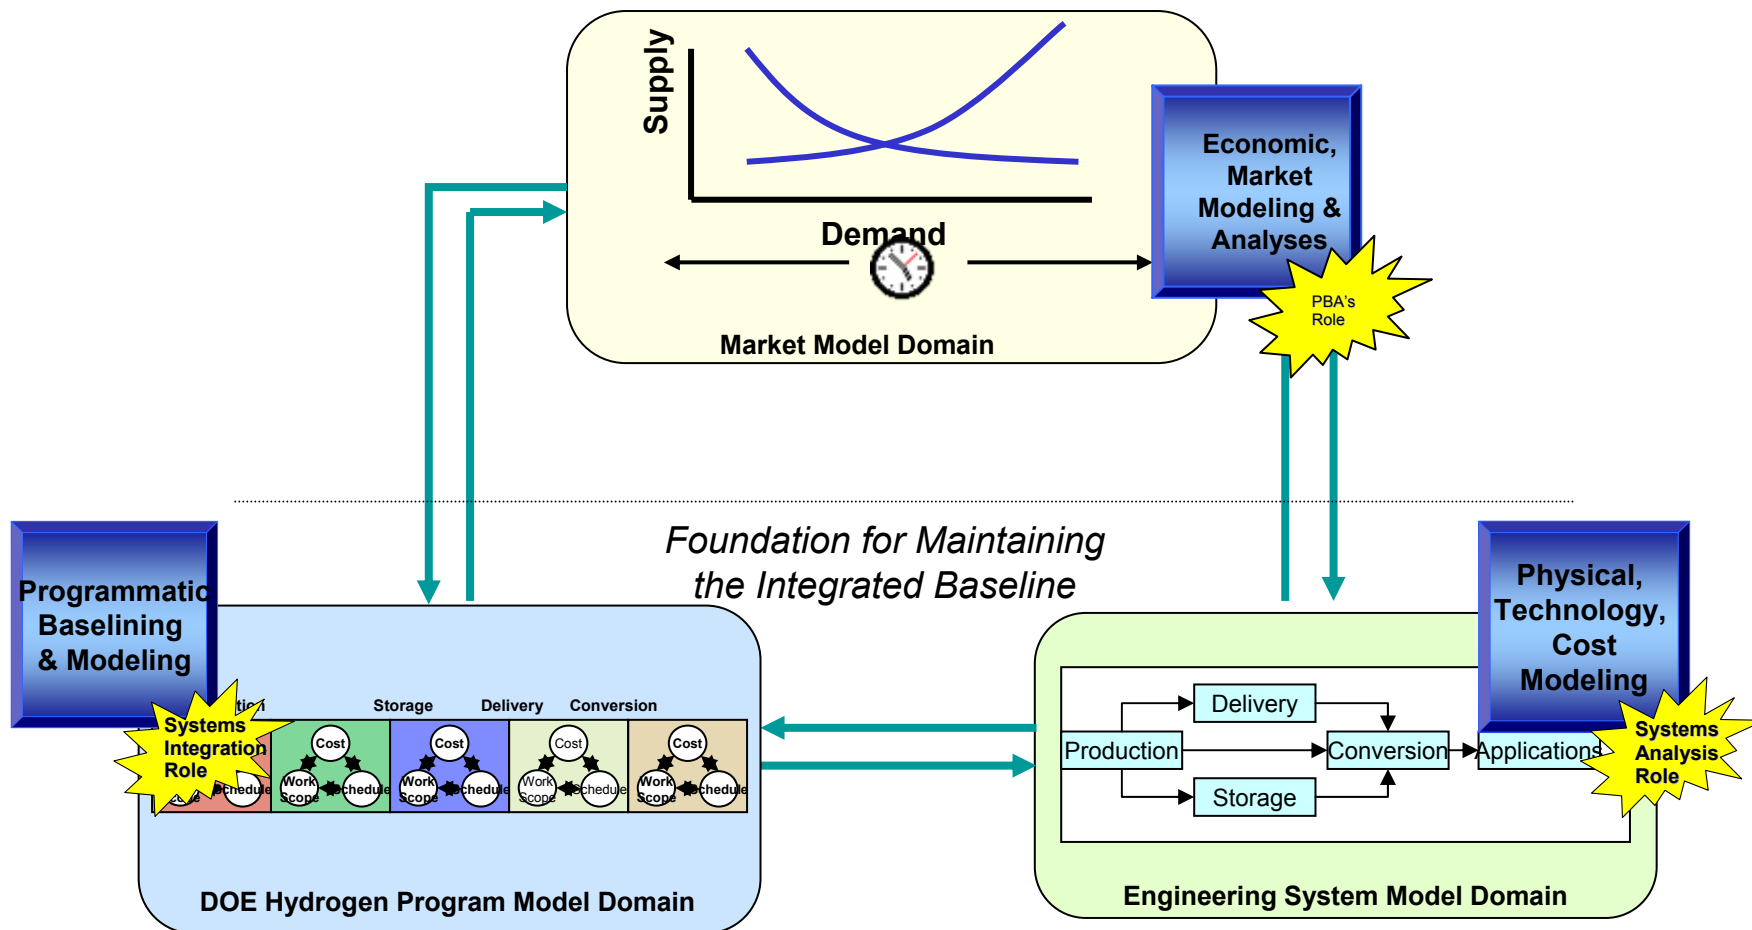 Supply
Demand
Market Model Domain
Economic,
Market
Modeling &
Analyses
PBA's
Role
Foundation for Maintaining
the Integrated Baseline
Programmatic
Baselining
& Modeling
Systems
Integration
Role
Storage
Delivery
Conversion
Schedule
Cost
Work
Scope
Schedule
Cost
Work
Scope
Schedule
Cost
Work
Scope
Schedule
Cost
Work
Scope
Schedule
DOE Hydrogen Program Model Domain
Physical,
Technology,
Cost
Modeling
Systems
Analysis
Role
Delivery
Production
Conversion
Applications
Storage
Engineering System Model Domain